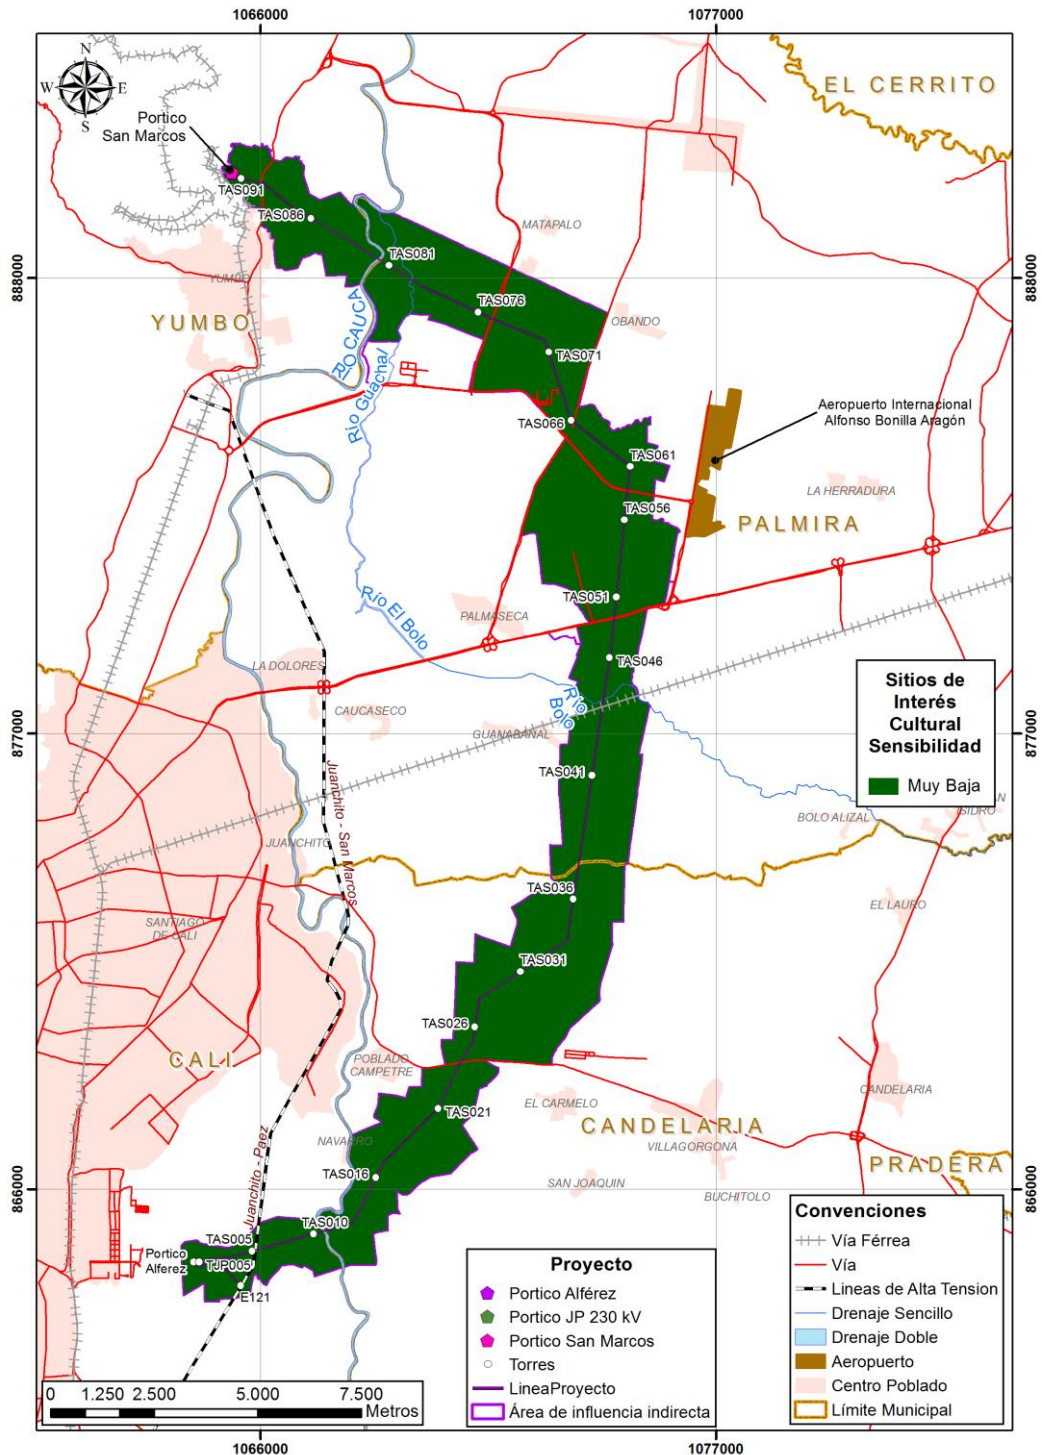 1066000
1077000
N
W
E
S
EL CERRITO
Portico
San Marcos
TAS091
TAS086
MATAPALO
TAS081
888000
888000
YUMBO
TAS076
YUMBO
RÍO CAUCA
OBANDO
TAS071
Río Guachal
Aeropuerto Internacional
Alfonso Bonilla Aragón
TAS066
TAS061
LA HERRADURA
TAS056
PALMIRA
TAS051
Río El Bolo
PALMASECA
TAS046
LA DOLORES
Río
Bolo
CAUCASECO
GUANABANAL
877000
877000
Sitios de
Interés
Cultural
Sensibilidad
Muy Baja
TAS041
Juanchito - San Marcos
BOLO ALIZAL
ISIDRO
JUANCHITO
TAS036
EL LAURO
SANTIAGO
DE CALI
TAS031
TAS026
CALI
POBLADO
CAMPETRE
CANDELARIA
EL CARMELO
TAS021
CANDELARIA
NAVARRO
VILLAGORGONA
PRADERA
TAS016
SAN JOAQUIN
BUCHITOLO
866000
866000
Juanchito - Paez
TAS010
TAS005
Portico
Alferez
TJP005
E121
Proyecto
Portico Alférez
Portico JP 230 kV
Portico San Marcos
Torres
LineaProyecto
Área de influencia indirecta
Convenciones
Vía Férrea
Vía
Lineas de Alta Tension
Drenaje Sencillo
Drenaje Doble
Aeropuerto
Centro Poblado
Límite Municipal
0 1.250 2.500 5.000 7.500
Metros
1066000
1077000